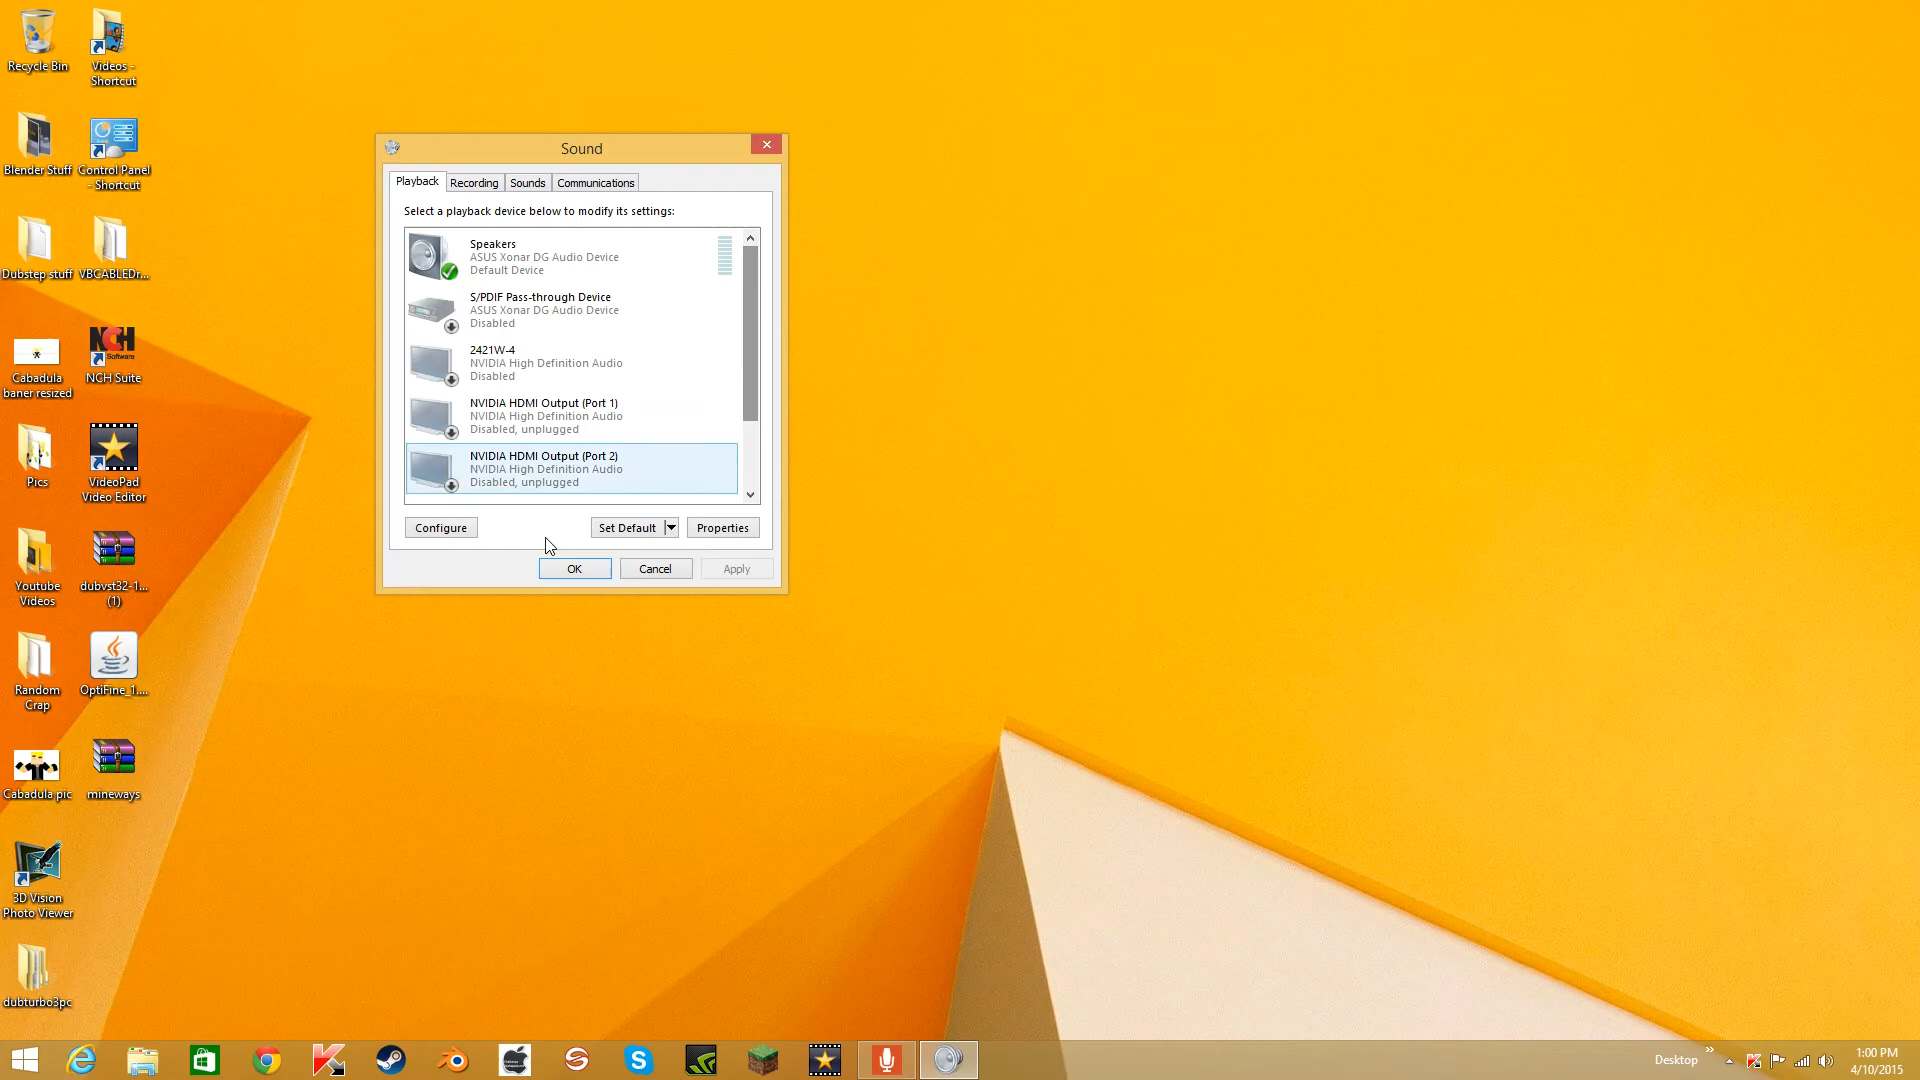 Recycle Bin
Videos -
Shortcut
Blender Stuff
Control Panel
- Shortcut
Dubstep stuff
VBCABLEDr...
Cabadula
baner resized
NCH
Software
NCH Suite
Pics
VideoPad
Video Editor
Youtube
Videos
dubvst32-1...
(1)
Random
Crap
OptiFine_1....
Cabadula pic
mineways
3D Vision
Photo Viewer
dubturbo3pc
Sound
Playback
Recording
Sounds
Communications
Select a playback device below to modify its settings:
Speakers
ASUS Xonar DG Audio Device
Default Device
S/PDIF Pass-through Device
ASUS Xonar DG Audio Device
Disabled
2421W-4
NVIDIA High Definition Audio
Disabled
NVIDIA HDMI Output (Port 1)
NVIDIA High Definition Audio
Disabled, unplugged
NVIDIA HDMI Output (Port 2)
NVIDIA High Definition Audio
Disabled, unplugged
Configure
Set Default
Properties
OK
Cancel
Apply
Desktop
1:00 PM
4/10/2015